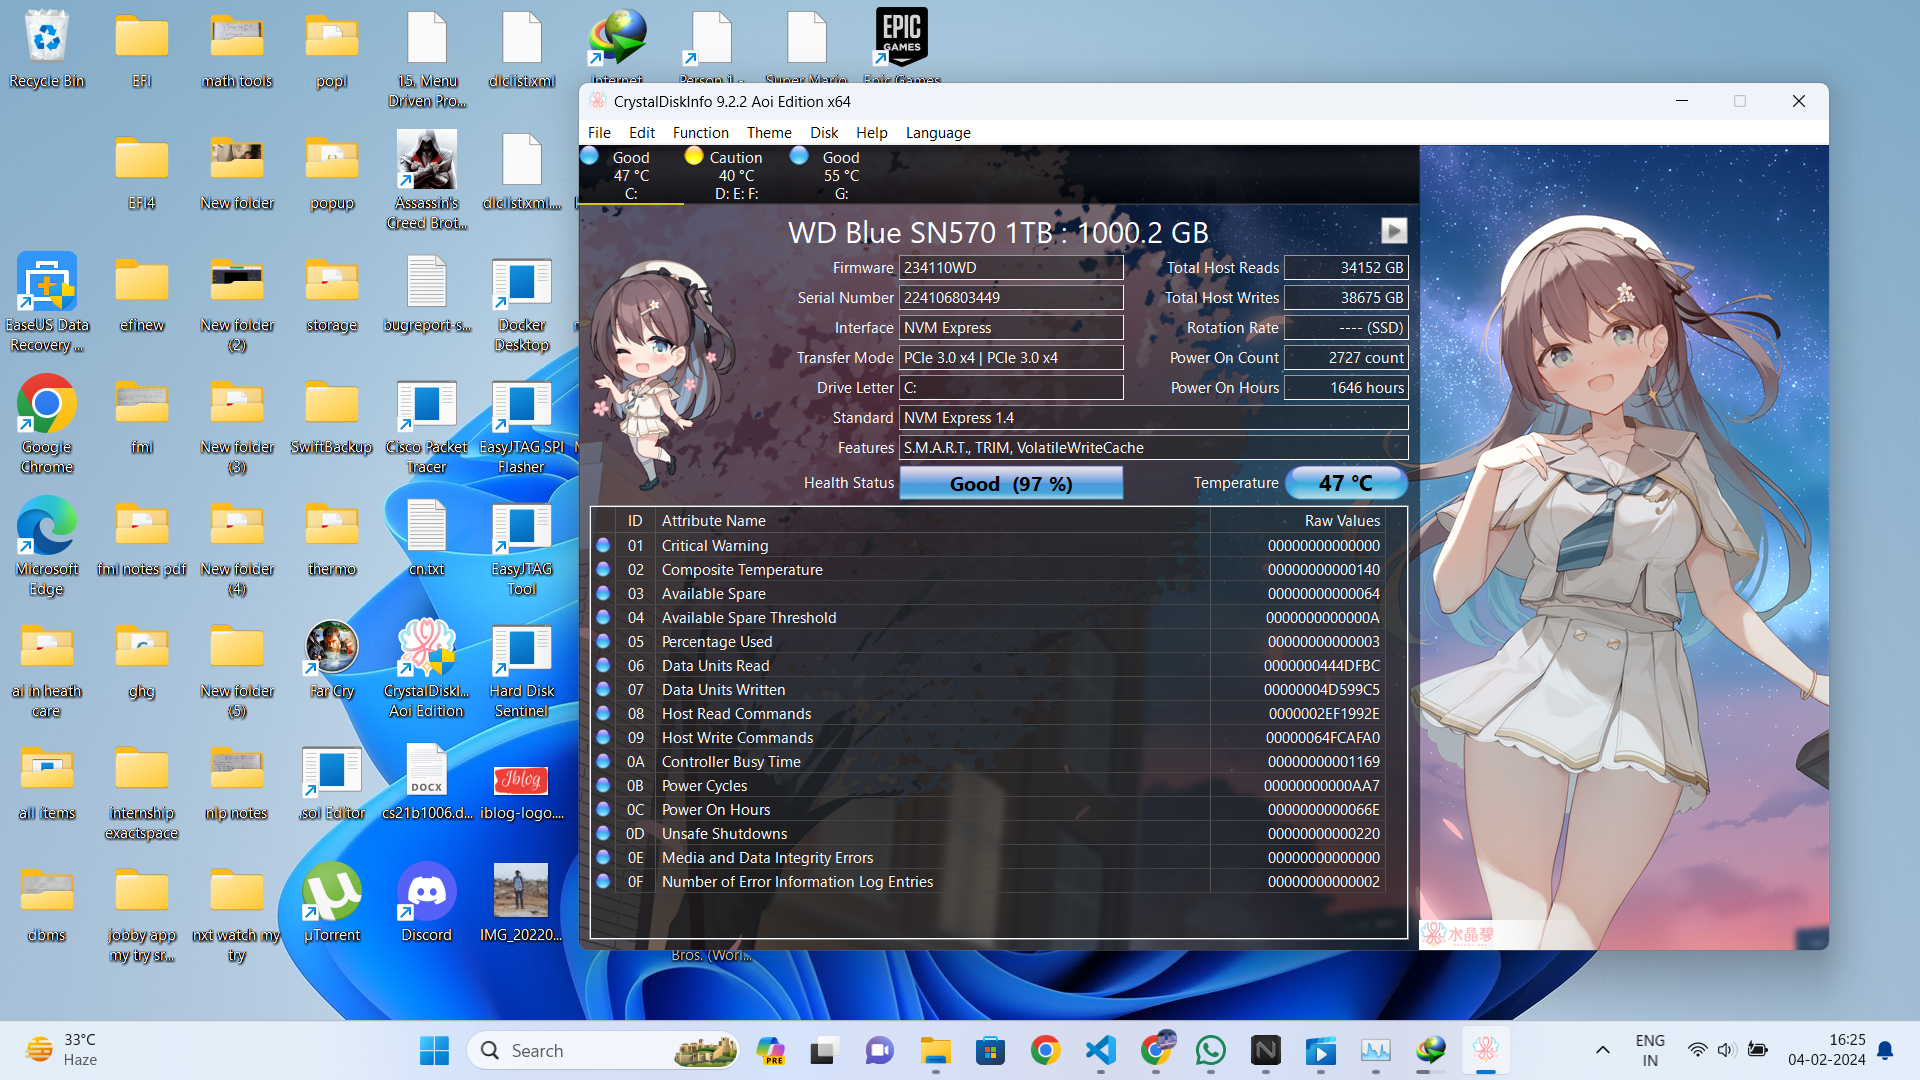 Recycle Bin
EFI
math tools
popl
15. Menu
Driven Pro...
dlclist.xml
Internet
Person 1 -
Super Mario
EPIC
GAMES
Epic Games
EFI4
New folder
popup
Assassin's
Creed Brot...
dlclist.xml....
EaseUS Data
Recovery ...
efinew
New folder
(2)
storage
bugreport-s...
Docker
Desktop
Google
Chrome
fml
New folder
(3)
SwiftBackup
Cisco Packet
Tracer
EasyJTAG SPI
Flasher
Microsoft
Edge
fml notes pdf
New folder
(4)
thermo
cn.txt
EasyJTAG
Tool
ai in heath
care
ghg
New folder
(5)
Far Cry
CrystalDiskI...
Aoi Edition
Hard Disk
Sentinel
all items
internship
exactspace
nlp notes
.sol Editor
DOCX
cs21b1006.d...
Jblog
iblog-logo....
dbms
jobby app
my try sr...
nxt watch my
try
µTorrent
Discord
IMG_20220...
Bros. (Worl...
CrystalDiskInfo 9.2.2 Aoi Edition x64
File Edit Function Theme Disk Help Language
Good
47 °C
C:
Caution
40 °C
D: E: F:
Good
55 °C
G:
WD Blue SN570 1TB : 1000.2 GB
Firmware 234110WD Total Host Reads 34152 GB
Serial Number 224106803449 Total Host Writes 38675 GB
Interface NVM Express Rotation Rate ---- (SSD)
Transfer Mode PCIe 3.0 x4 | PCIe 3.0 x4 Power On Count 2727 count
Drive Letter C: Power On Hours 1646 hours
Standard NVM Express 1.4
Features S.M.A.R.T., TRIM, VolatileWriteCache
Health Status Good (97 %) Temperature 47 °C
ID Attribute Name Raw Values
01 Critical Warning 00000000000000
02 Composite Temperature 00000000000140
03 Available Spare 00000000000064
04 Available Spare Threshold 0000000000000A
05 Percentage Used 00000000000003
06 Data Units Read 0000000444DFBC
07 Data Units Written 00000004D599C5
08 Host Read Commands 0000002EF1992E
09 Host Write Commands 00000064FCAFA0
0A Controller Busy Time 00000000001169
0B Power Cycles 00000000000AA7
0C Power On Hours 0000000000066E
0D Unsafe Shutdowns 00000000000220
0E Media and Data Integrity Errors 00000000000000
0F Number of Error Information Log Entries 00000000000002
水晶雫
33°C
Haze
Search
PRE
ENG
IN
16:25
04-02-2024